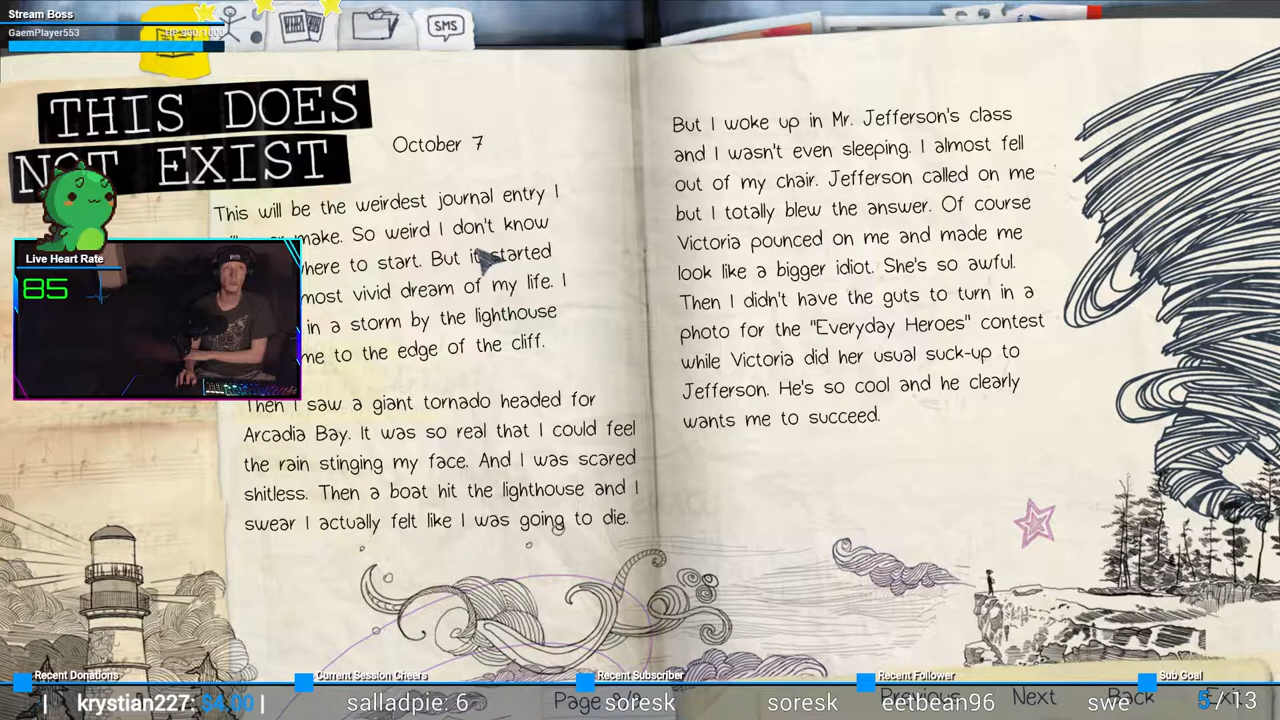 Stream Boss
GaemPlayer553
HP: 900/1000
SMS
THIS DOES
NOT EXIST
October 7
This will be the weirdest journal entry I
make. So weird I don't know
where to start. But it started
most vivid dream of my life. I
in a storm by the lighthouse
me to the edge of the cliff.
Then I saw a giant tornado headed for
Arcadia Bay. It was so real that I could feel
the rain stinging my face. And I was scared
shitless. Then a boat hit the lighthouse and I
swear I actually felt like I was going to die.
But I woke up in Mr. Jefferson's class
and I wasn't even sleeping. I almost fell
out of my chair. Jefferson called on me
but I totally blew the answer. Of course
Victoria pounced on me and made me
look like a bigger idiot. She's so awful.
Then I didn't have the guts to turn in a
photo for the "Everyday Heroes" contest
while Victoria did her usual suck-up to
Jefferson. He's so cool and he clearly
wants me to succeed.
Live Heart Rate
85
Recent Donations
Current Session Cheers
Recent Subscriber
Recent Follower
Sub Goal
| krystian227: $4.00 |
salladpie: 6
Page
soresk
soresk
Previous
eetbean96
Next
Back
swe
Exit
5 / 13